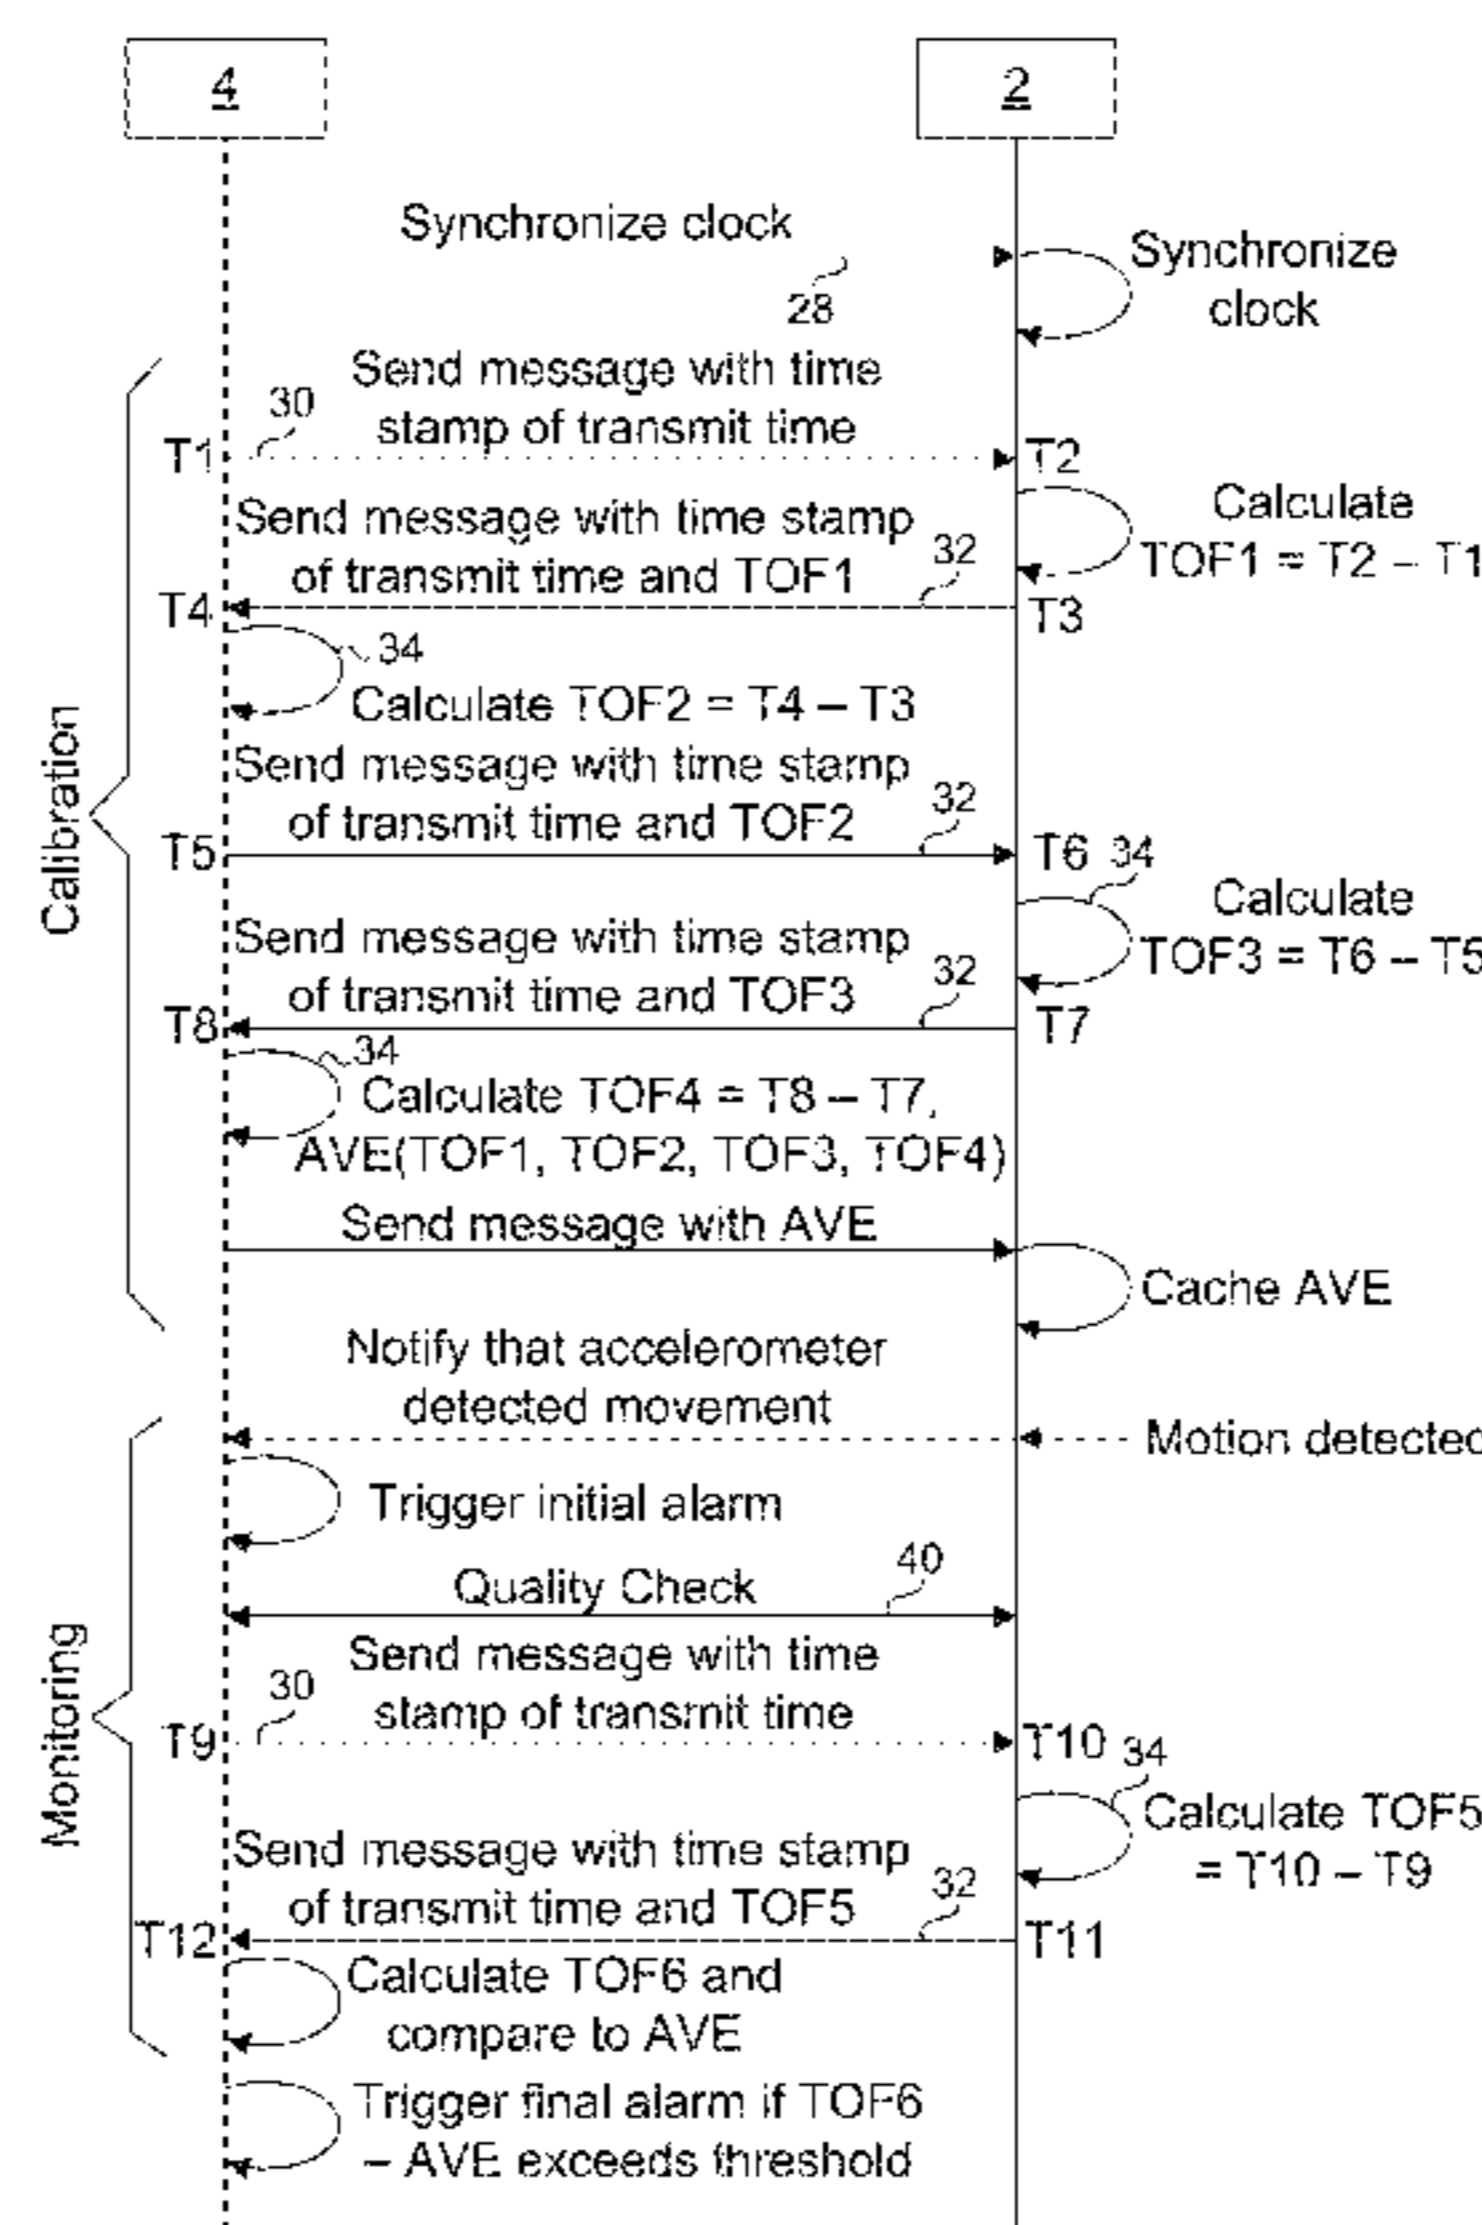 4
2
Synchronize clock
28
Synchronize
clock
Send message with time
stamp of transmit time
30
T1
T2
Calculate
TOF1 = T2 – T1
Send message with time stamp
of transmit time and TOF1
32
T4
T3
34
Calculate TOF2 = T4 – T3
Send message with time stamp
of transmit time and TOF2
32
T5
T6
34
Calculate
TOF3 = T6 – T5
Send message with time stamp
of transmit time and TOF3
32
T8
T7
34
Calculate TOF4 = T8 – T7,
AVE(TOF1, TOF2, TOF3, TOF4)
Send message with AVE
Cache AVE
Calibration
Notify that accelerometer
detected movement
Motion detected
Trigger initial alarm
Quality Check
40
Send message with time
stamp of transmit time
30
T9
T10
34
Calculate TOF5
= T10 – T9
Send message with time stamp
of transmit time and TOF5
32
T12
T11
Calculate TOF6 and
compare to AVE
Monitoring
Trigger final alarm if TOF6
– AVE exceeds threshold